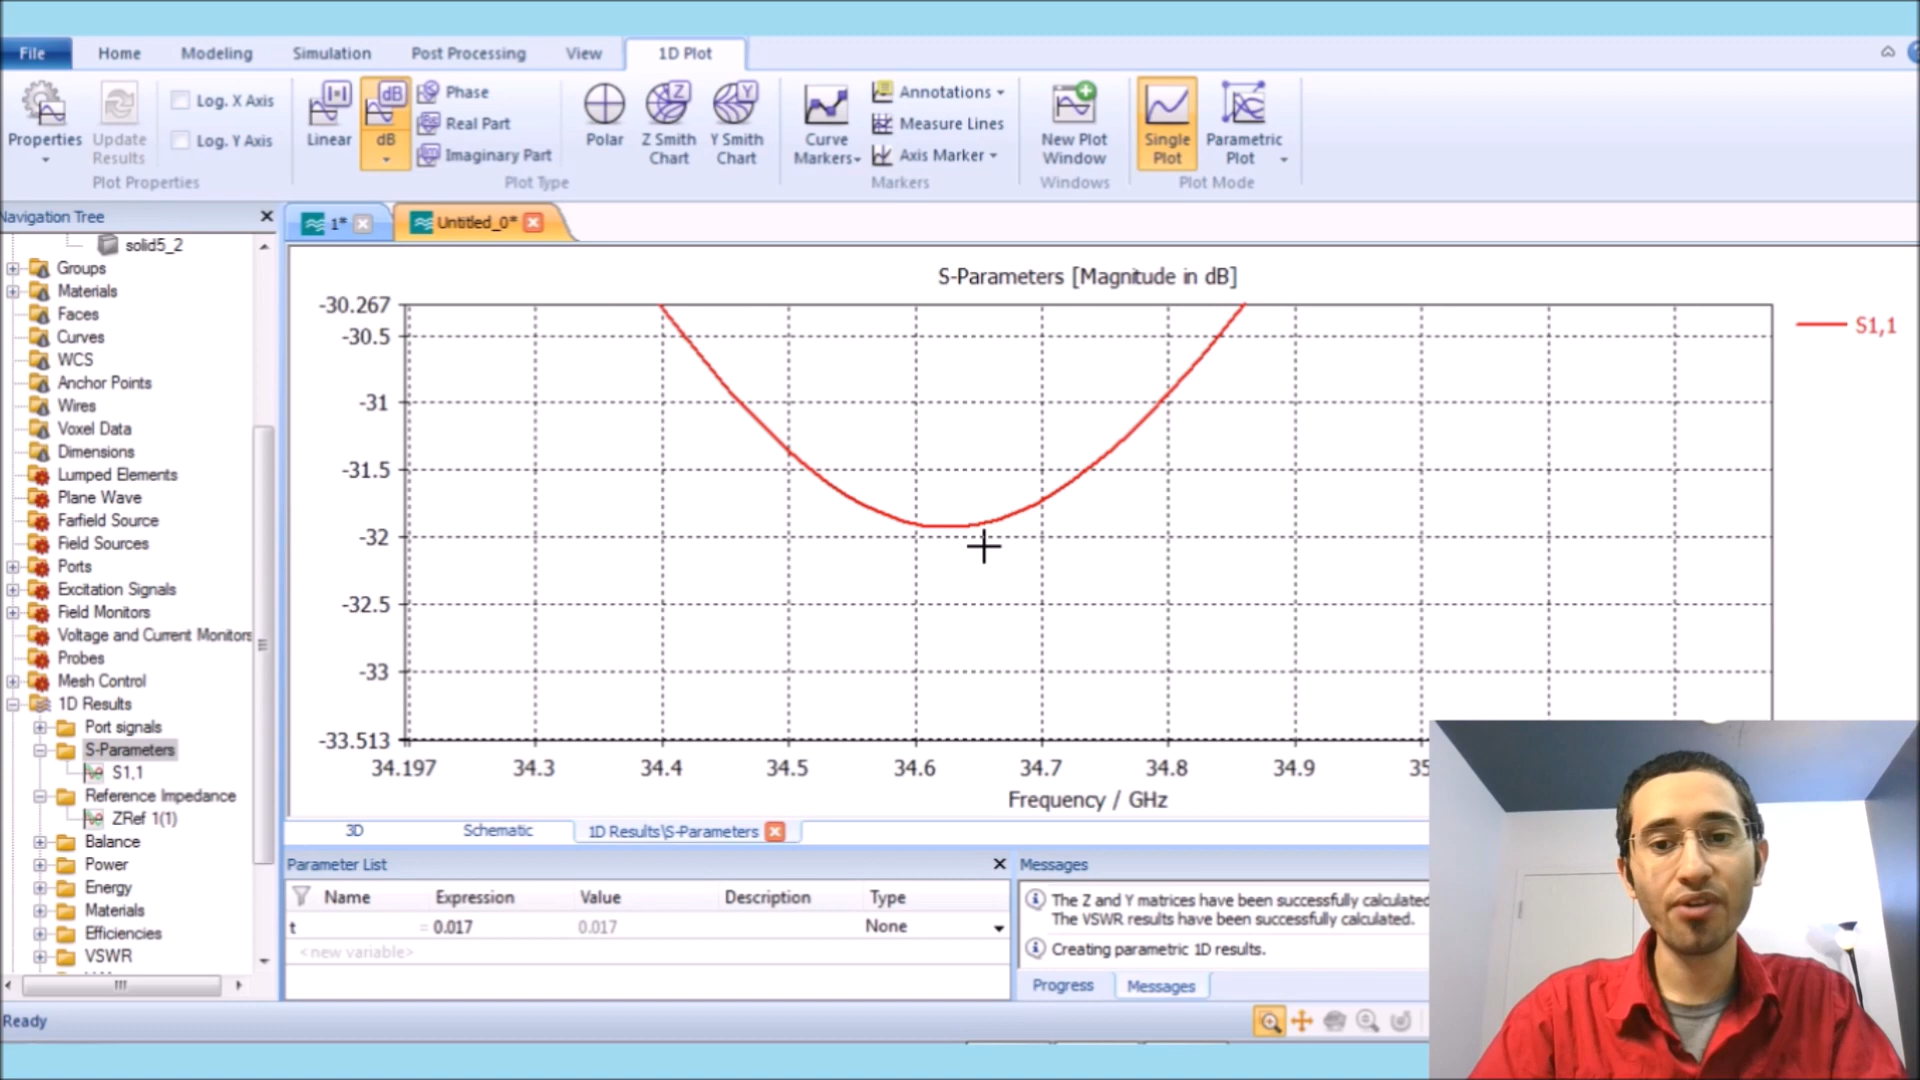 File Home Modeling Simulation Post Processing View 1D Plot
Properties
Update Results
Log. X Axis
Log. Y Axis
Plot Properties
Linear
dB
dB
Phase
Real Part
Imaginary Part
Plot Type
Polar
Z Smith Chart
Y Smith Chart
Curve Markers
Annotations
Measure Lines
Axis Marker
Markers
New Plot Window
Windows
Single Plot
Parametric Plot
Plot Mode
Navigation Tree
solid5_2
Groups
Materials
Faces
Curves
WCS
Anchor Points
Wires
Voxel Data
Dimensions
Lumped Elements
Plane Wave
Farfield Source
Field Sources
Ports
Excitation Signals
Field Monitors
Voltage and Current Monitors
Probes
Mesh Control
1D Results
Port signals
S-Parameters
S1,1
Reference Impedance
ZRef 1(1)
Balance
Power
Energy
Materials
Efficiencies
VSWR
1*
Untitled_0*
S-Parameters [Magnitude in dB]
-30.267
-30.5
-31
-31.5
-32
-32.5
-33
-33.513
34.197 34.3 34.4 34.5 34.6 34.7 34.8 34.9 35
Frequency / GHz
S1,1
3D Schematic 1D Results\S-Parameters
Parameter List
Name Expression Value Description Type
t = 0.017 0.017 None
<new variable>
Messages
The Z and Y matrices have been successfully calculated
The VSWR results have been successfully calculated.
Creating parametric 1D results.
Progress Messages
Ready